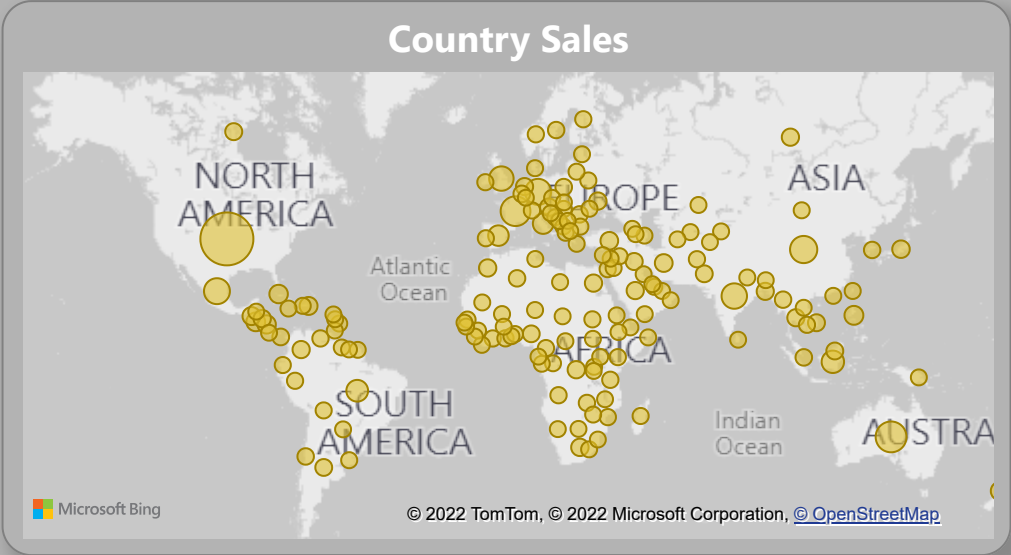 Country Sales
NORTH
AMERICA
EUROPE
ASIA
Atlantic
Ocean
AFRICA
SOUTH
AMERICA
Indian
Ocean
AUSTRA
Microsoft Bing
© 2022 TomTom, © 2022 Microsoft Corporation, © OpenStreetMap